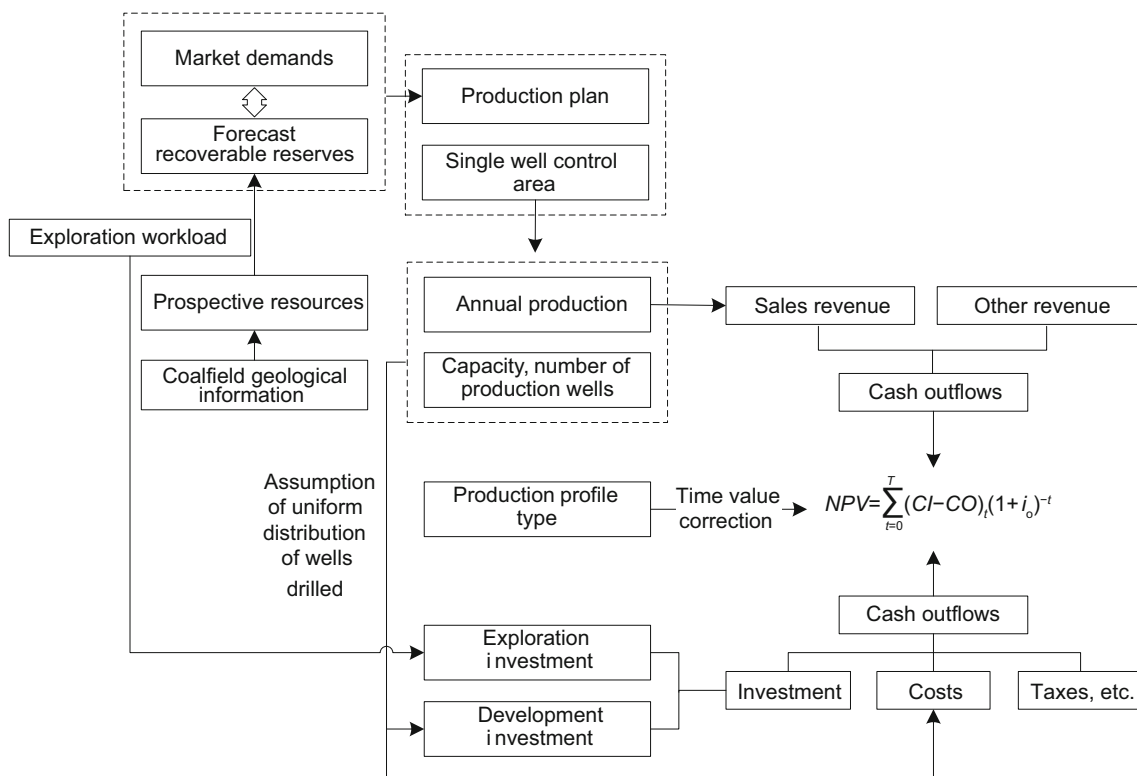 Market demands
Forecast
recoverable reserves
Production plan
Single well control
area
Exploration workload
Prospective resources
Coalfield geological
information
Annual production
Capacity, number of
production wells
Sales revenue
Other revenue
Cash outflows
Assumption
of uniform
distribution
of wells
drilled
Production profile
type
Time value
correction
NPV=∑_{t=0}^{T}(CI−CO)_t(1+i_o)^{−t}
Cash outflows
Exploration
investment
Development
investment
Investment
Costs
Taxes, etc.